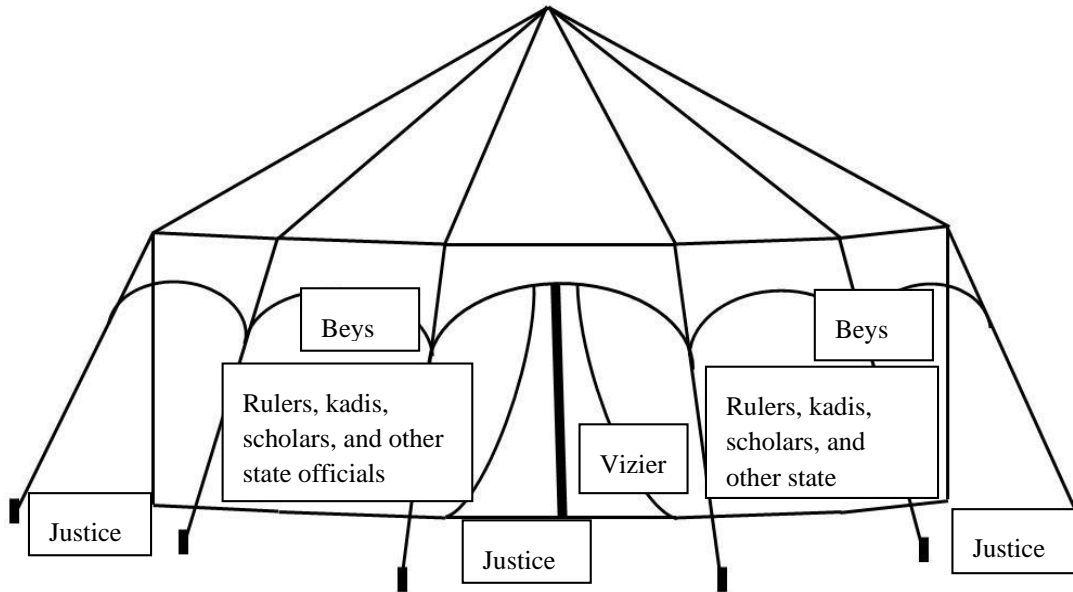 Beys
Beys
Rulers, kadis,
scholars, and other
state officials
Rulers, kadis,
scholars, and
other state
Vizier
Justice
Justice
Justice